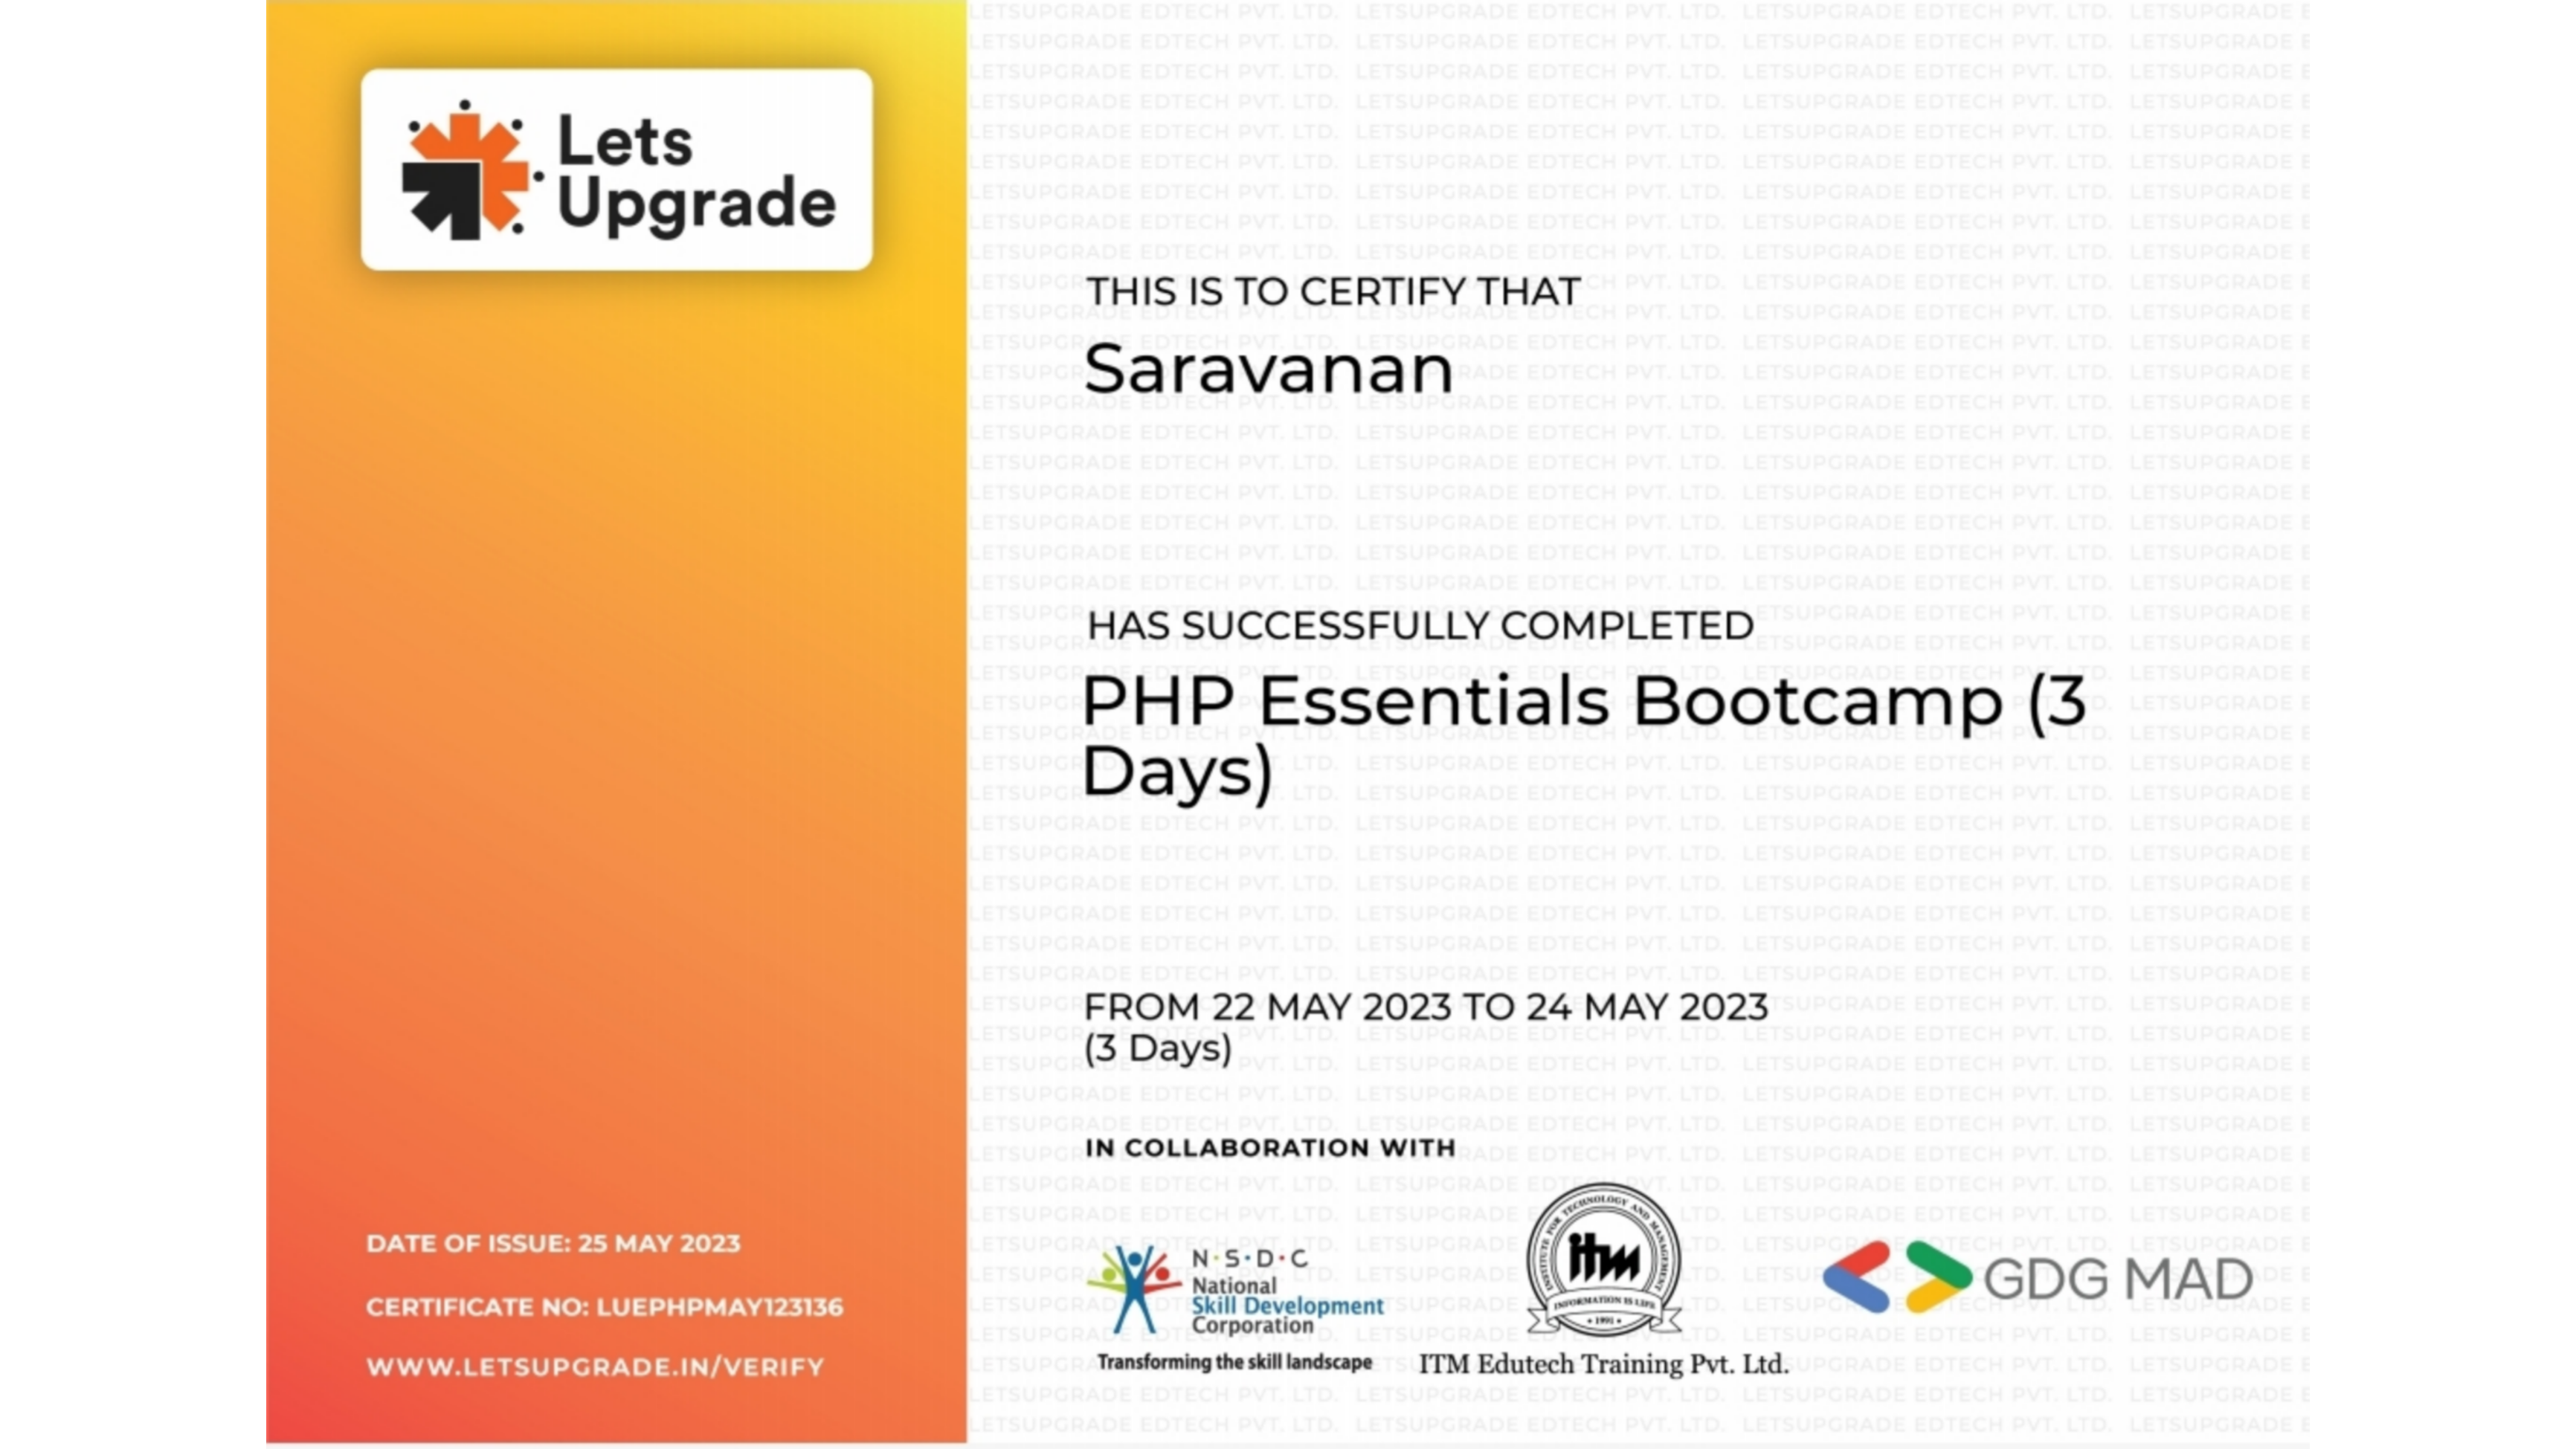 Lets
Upgrade
THIS IS TO CERTIFY THAT
Saravanan
HAS SUCCESSFULLY COMPLETED
PHP Essentials Bootcamp (3
Days)
FROM 22 MAY 2023 TO 24 MAY 2023
(3 Days)
IN COLLABORATION WITH
N·S·D·C
National
Skill Development
Corporation
Transforming the skill landscape
INSTITUTE FOR TECHNOLOGY AND MANAGEMENT
itm
INFORMATION IS LIFE
• 1991 •
ITM Edutech Training Pvt. Ltd.
GDG MAD
DATE OF ISSUE: 25 MAY 2023
CERTIFICATE NO: LUEPHPMAY123136
WWW.LETSUPGRADE.IN/VERIFY
LETSUPGRADE EDTECH PVT. LTD.